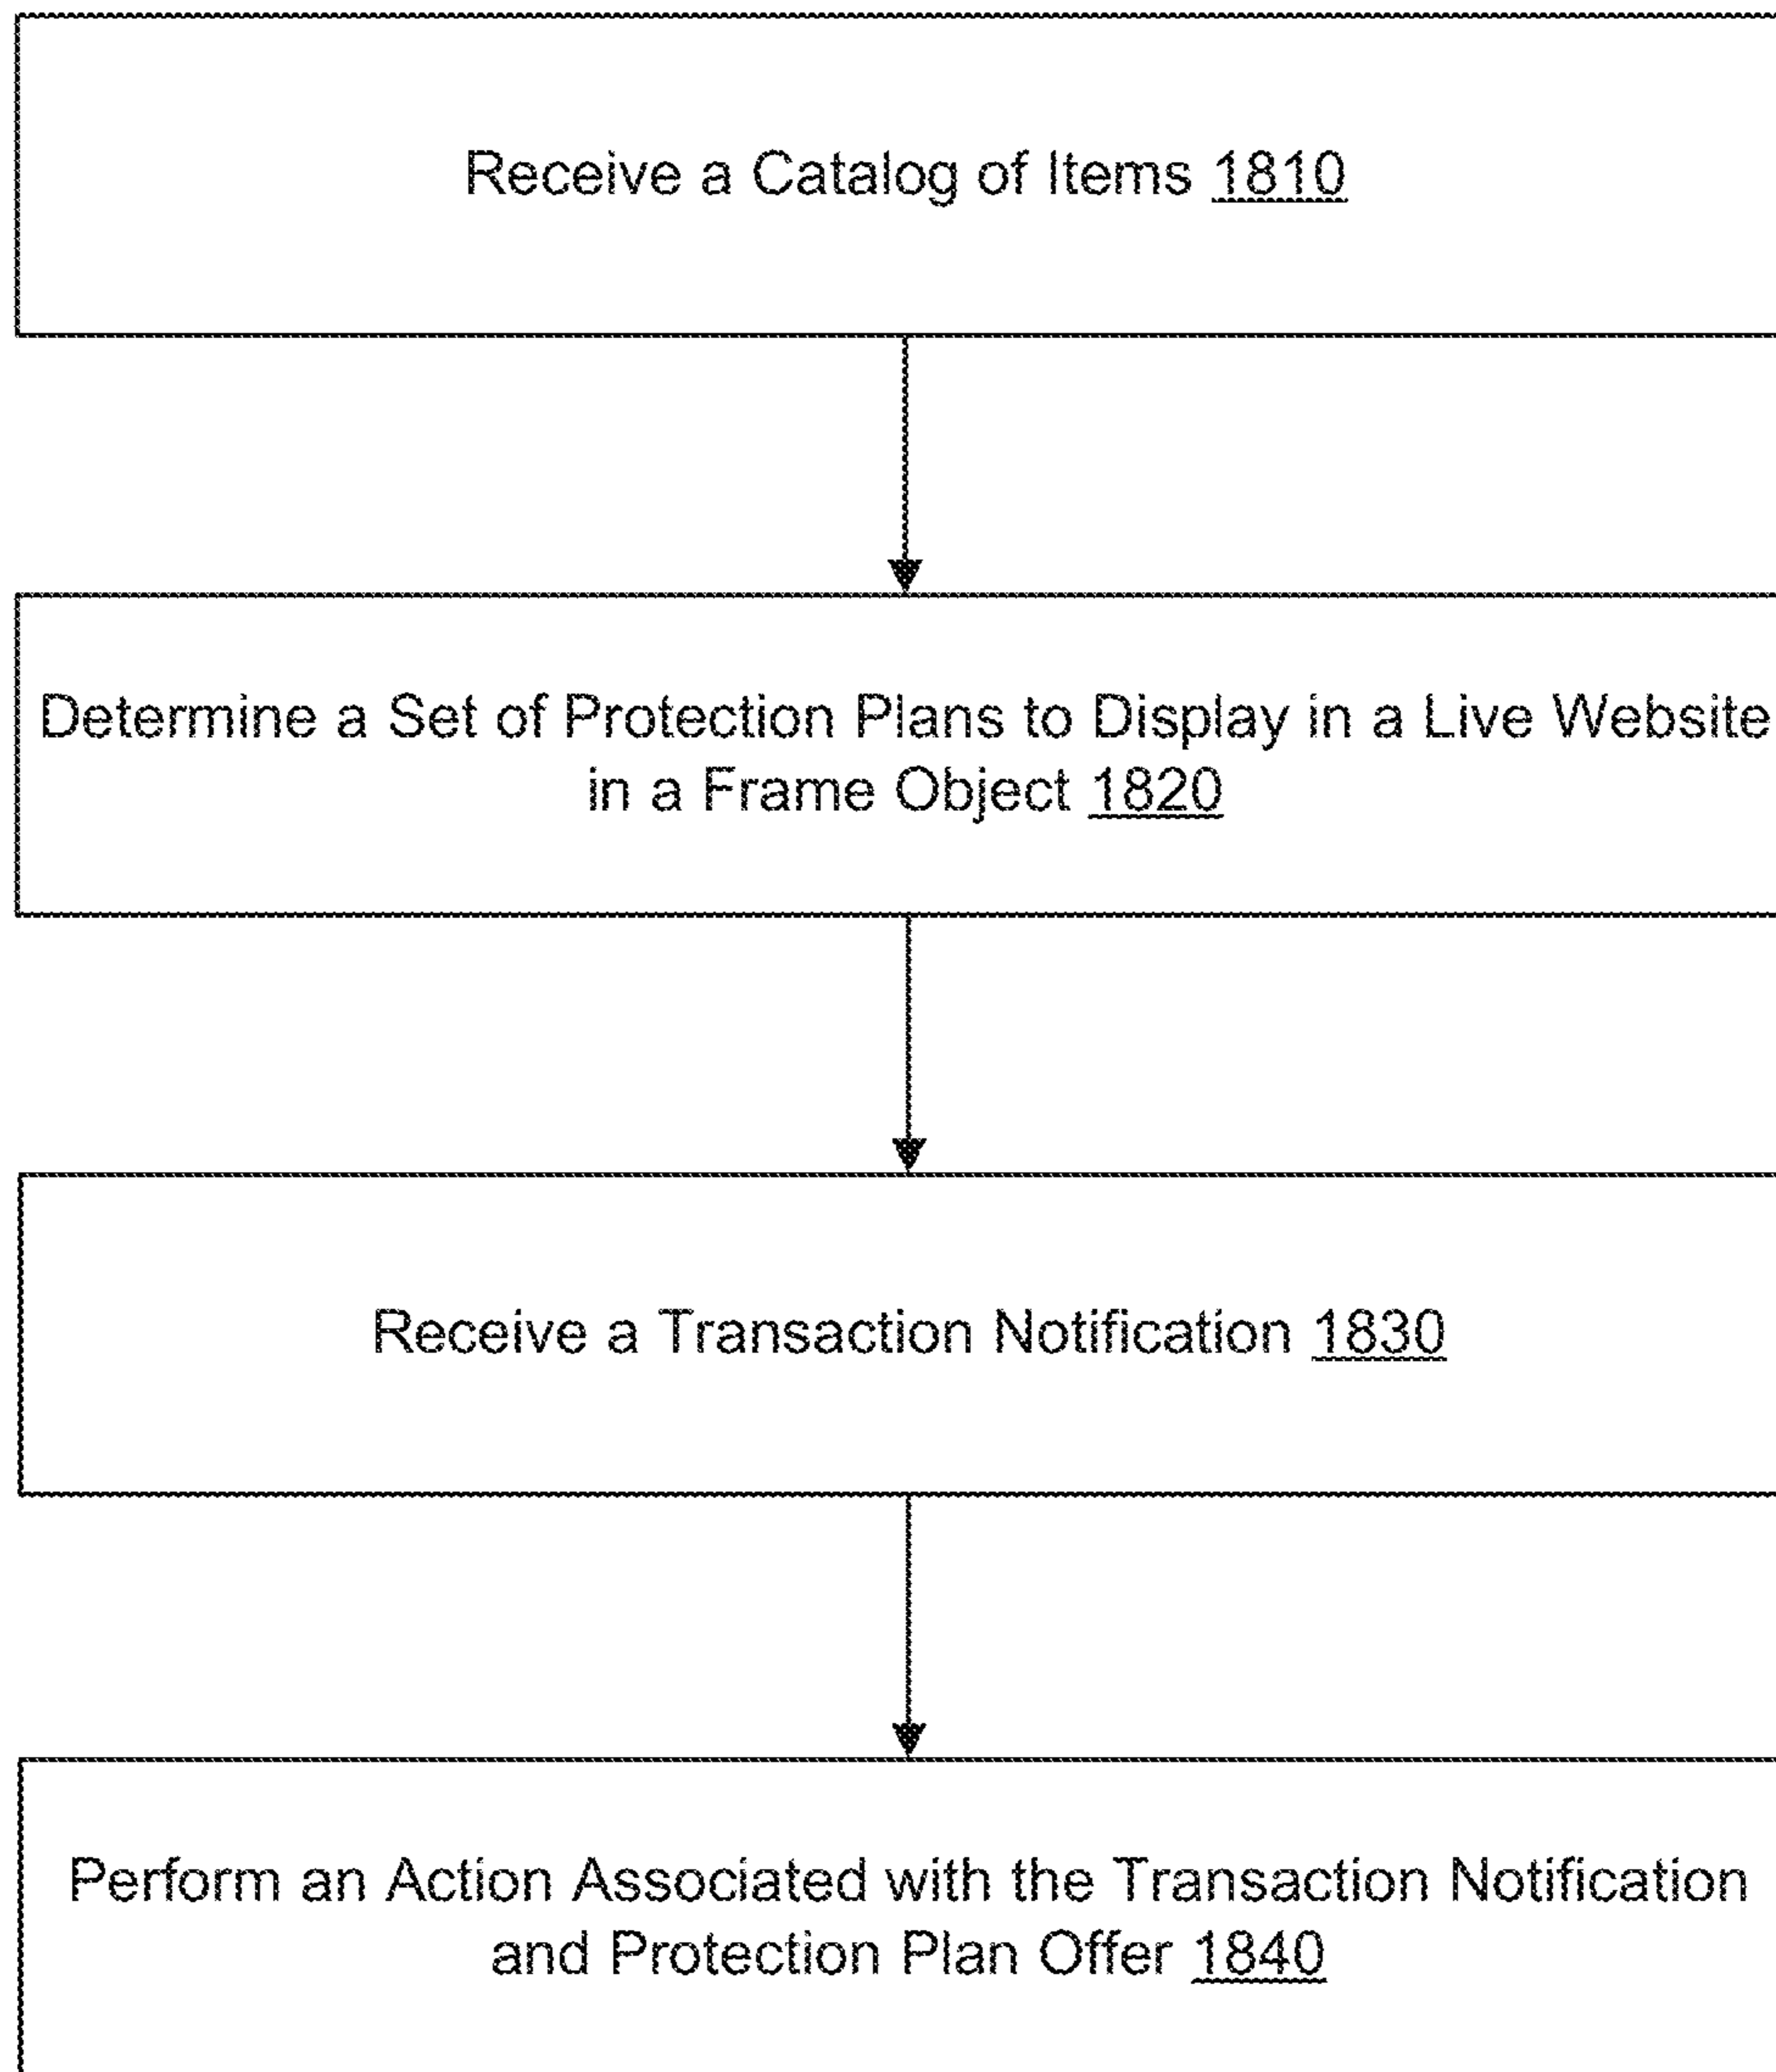 Receive a Catalog of Items 1810
Determine a Set of Protection Plans to Display in a Live Website
in a Frame Object 1820
Receive a Transaction Notification 1830
Perform an Action Associated with the Transaction Notification
and Protection Plan Offer 1840